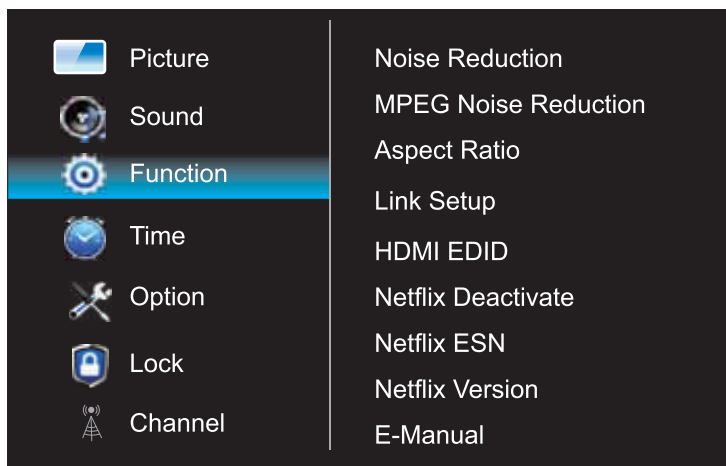 Picture
Sound
Function
Time
Option
Lock
Channel
Noise Reduction
MPEG Noise Reduction
Aspect Ratio
Link Setup
HDMI EDID
Netflix Deactivate
Netflix ESN
Netflix Version
E-Manual